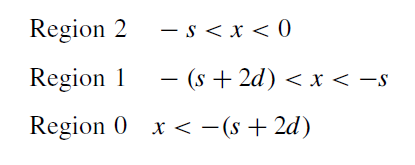 Region 2 − s < x < 0
Region 1 − (s + 2d) < x < −s
Region 0 x < −(s + 2d)